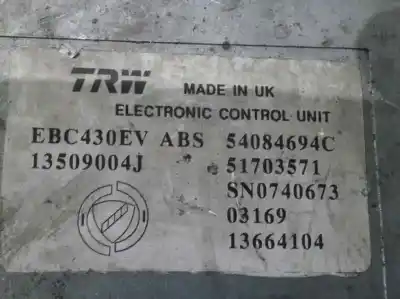 TRW MADE IN UK
ELECTRONIC CONTROL UNIT
EBC430EV ABS 54084694C
13509004J 51703571
SN0740673
03169
13664104